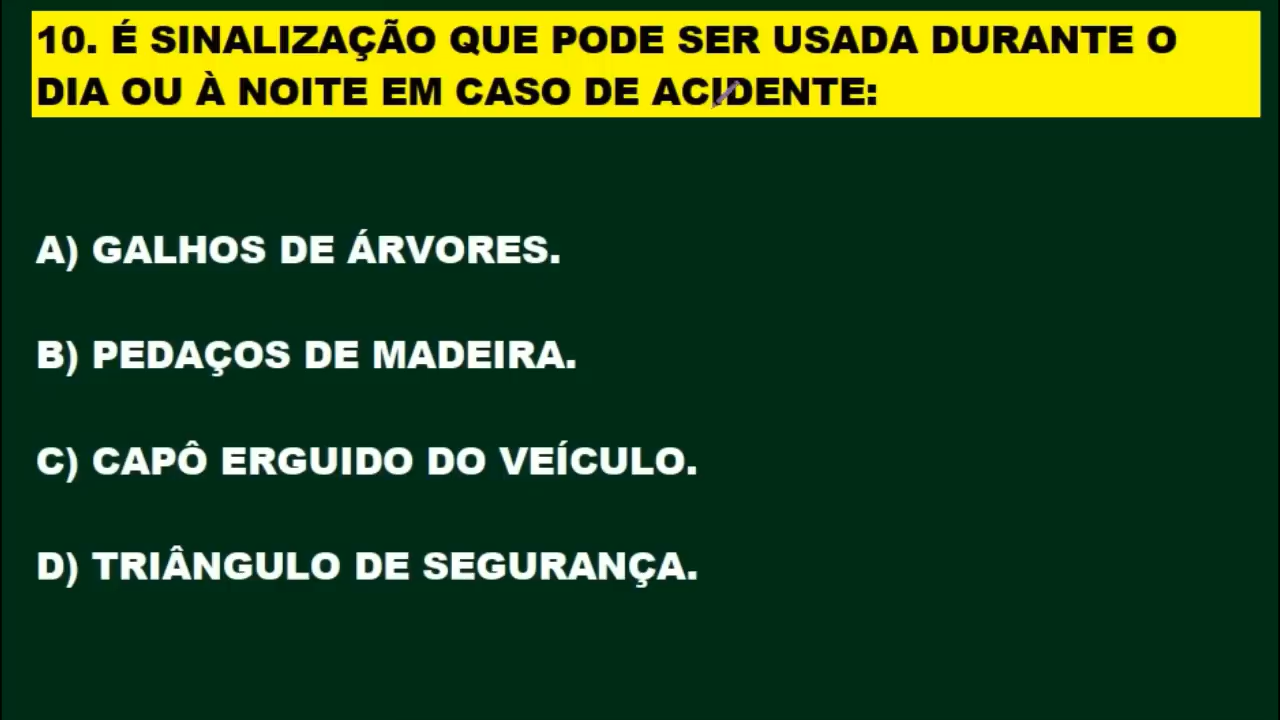 10. É SINALIZAÇÃO QUE PODE SER USADA DURANTE O
DIA OU À NOITE EM CASO DE ACIDENTE:
A) GALHOS DE ÁRVORES.
B) PEDAÇOS DE MADEIRA.
C) CAPÔ ERGUIDO DO VEÍCULO.
D) TRIÂNGULO DE SEGURANÇA.